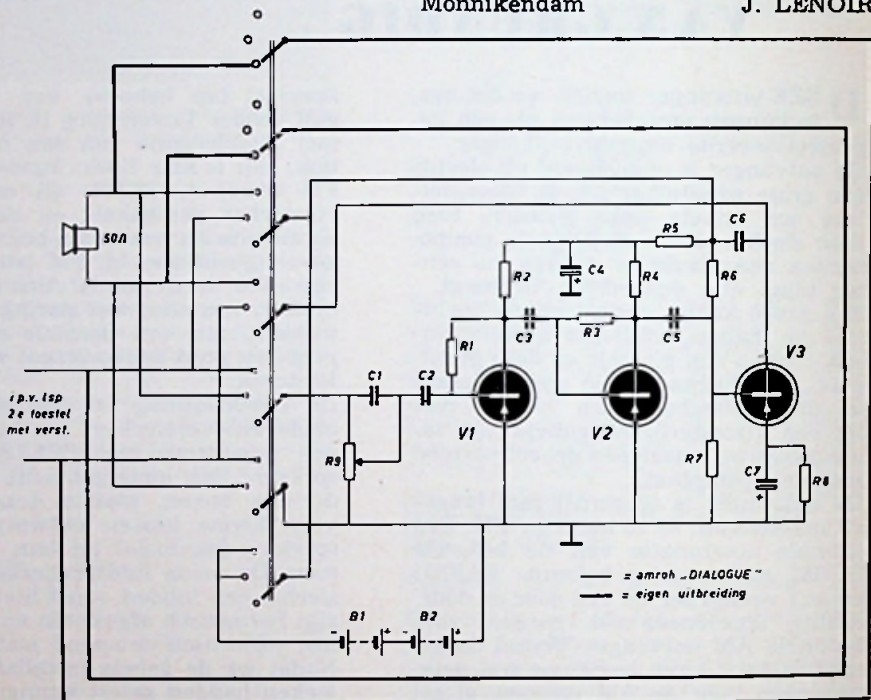 Monnikendam J. LENOIR
50Ω
i.p.v. lsp
2e toestel
met verst.
R1
R2
C4
R5
C6
R4
R6
C3
R3
C5
C1
C2
V1
V2
V3
R9
R7
C7
R8
= amroh „DIALOGUE"
= eigen uitbreiding
B1
B2